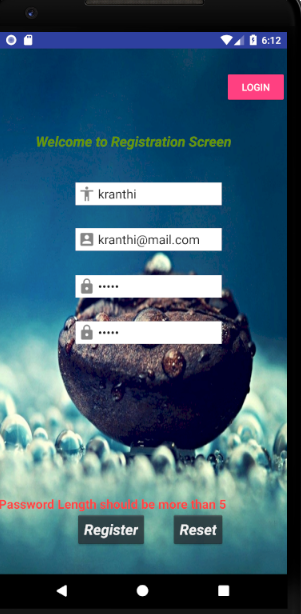 6:12
LOGIN
Welcome to Registration Screen
kranthi
kranthi@mail.com
•••••
•••••
Password Length should be more than 5
Register Reset